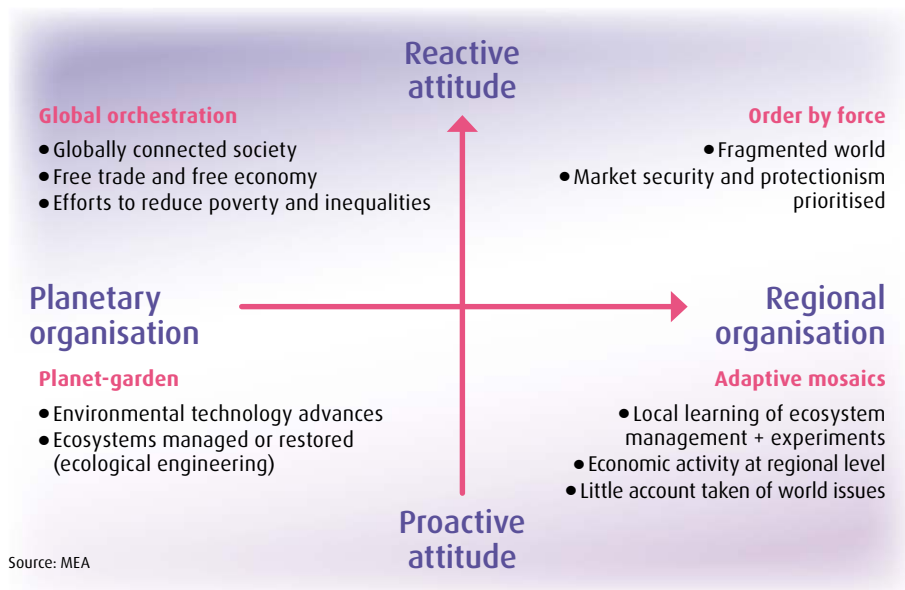 Reactive
attitude
Global orchestration
● Globally connected society
● Free trade and free economy
● Efforts to reduce poverty and inequalities
Order by force
● Fragmented world
● Market security and protectionism
prioritised
Planetary
organisation
Regional
organisation
Planet-garden
● Environmental technology advances
● Ecosystems managed or restored
(ecological engineering)
Adaptive mosaics
● Local learning of ecosystem
management + experiments
● Economic activity at regional level
● Little account taken of world issues
Proactive
attitude
Source: MEA